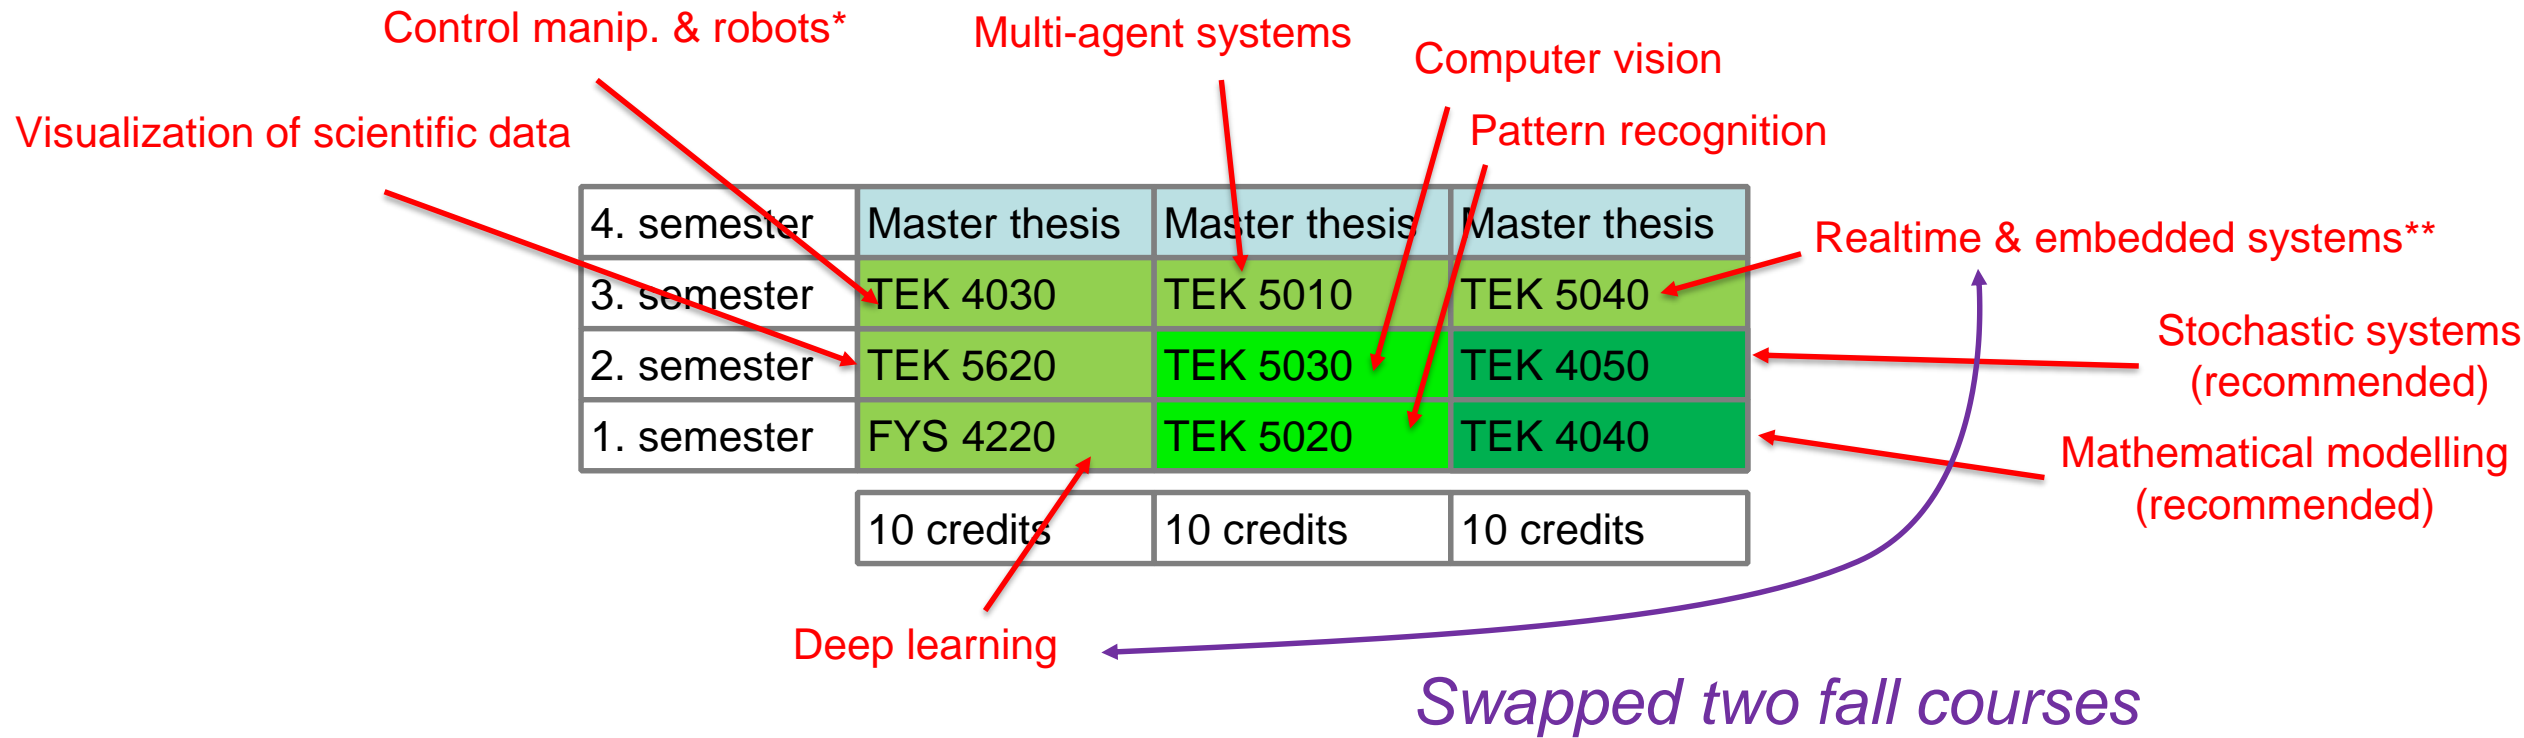 Control manip. & robots*
Multi-agent systems
Computer vision
Visualization of scientific data
Pattern recognition
4. semester Master thesis Master thesis Master thesis
Realtime & embedded systems**
3. semester TEK 4030 TEK 5010 TEK 5040
Stochastic systems
(recommended)
2. semester TEK 5620 TEK 5030 TEK 4050
1. semester FYS 4220 TEK 5020 TEK 4040
Mathematical modelling
(recommended)
10 credits 10 credits 10 credits
Deep learning
Swapped two fall courses